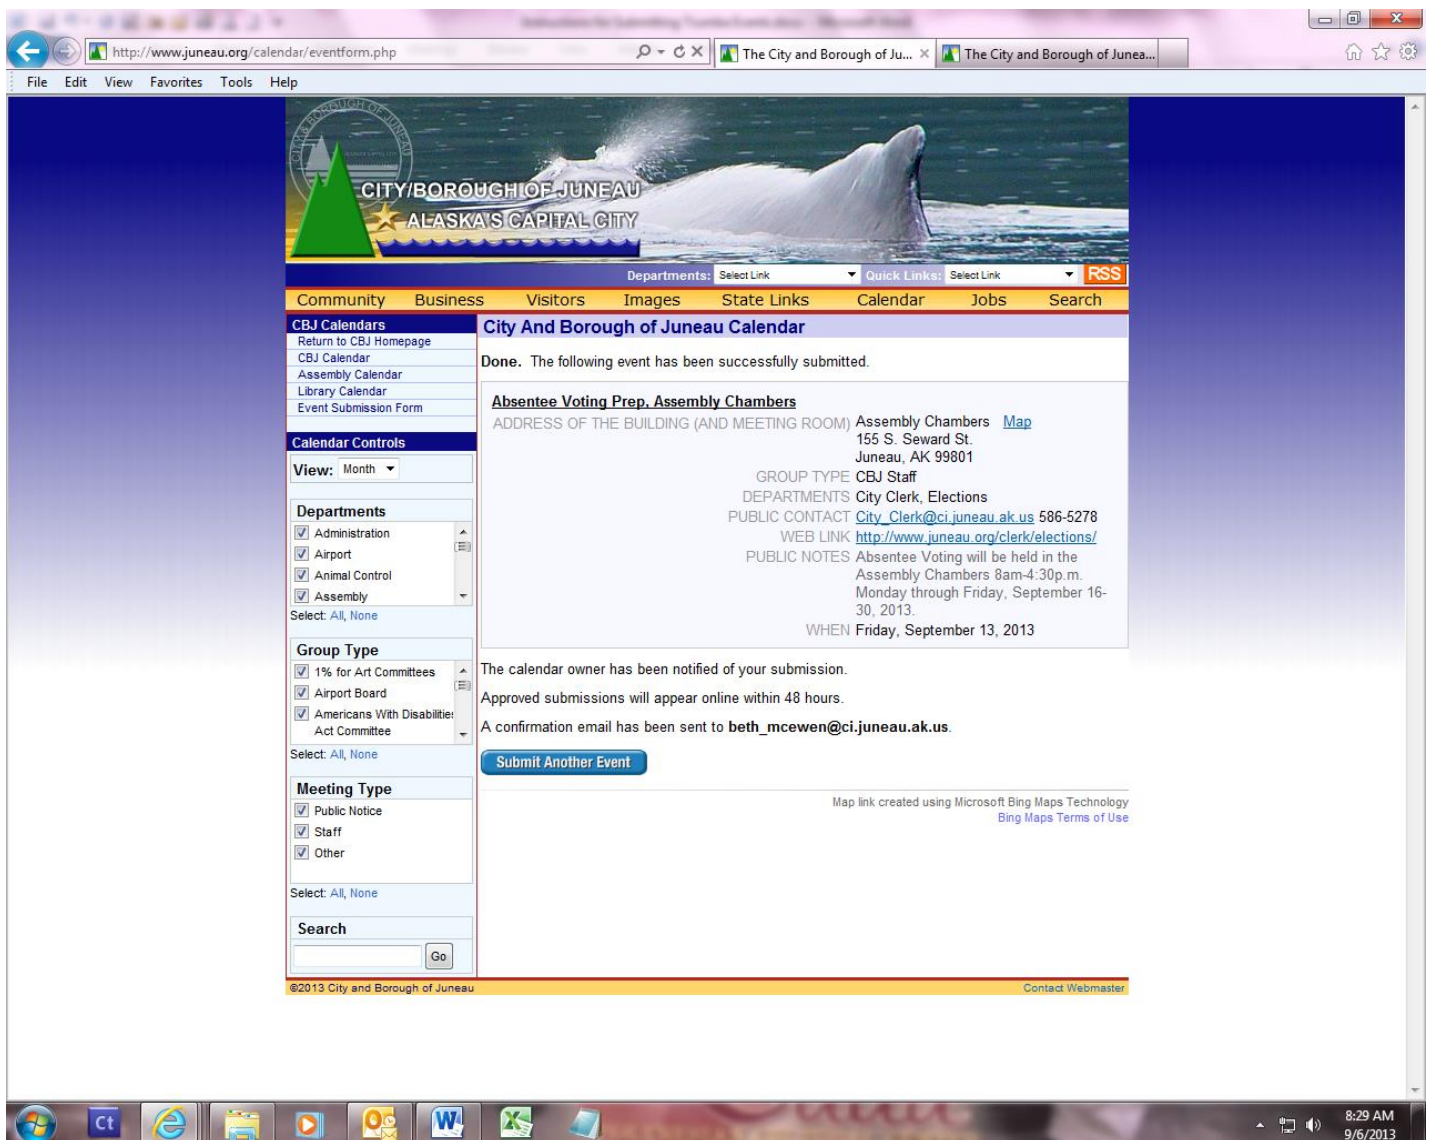 http://www.juneau.org/calendar/eventform.php
The City and Borough of Ju...
The City and Borough of Junea...
File Edit View Favorites Tools Help
CITY/BOROUGH OF JUNEAU
ALASKA'S CAPITAL CITY
Departments: Select Link Quick Links: Select Link RSS
Community Business Visitors Images State Links Calendar Jobs Search
CBJ Calendars
Return to CBJ Homepage
CBJ Calendar
Assembly Calendar
Library Calendar
Event Submission Form
Calendar Controls
View: Month
Departments
Administration
Airport
Animal Control
Assembly
Select: All, None
Group Type
1% for Art Committees
Airport Board
Americans With Disabilities
Act Committee
Select: All, None
Meeting Type
Public Notice
Staff
Other
Select: All, None
Search
Go
City And Borough of Juneau Calendar
Done. The following event has been successfully submitted.
Absentee Voting Prep, Assembly Chambers
ADDRESS OF THE BUILDING (AND MEETING ROOM) Assembly Chambers Map
155 S. Seward St.
Juneau, AK 99801
GROUP TYPE CBJ Staff
DEPARTMENTS City Clerk, Elections
PUBLIC CONTACT City_Clerk@ci.juneau.ak.us 586-5278
WEB LINK http://www.juneau.org/clerk/elections/
PUBLIC NOTES Absentee Voting will be held in the
Assembly Chambers 8am-4:30p.m.
Monday through Friday, September 16-
30, 2013.
WHEN Friday, September 13, 2013
The calendar owner has been notified of your submission.
Approved submissions will appear online within 48 hours.
A confirmation email has been sent to beth_mcewen@ci.juneau.ak.us.
Submit Another Event
Map link created using Microsoft Bing Maps Technology
Bing Maps Terms of Use
©2013 City and Borough of Juneau
Contact Webmaster
Ct
8:29 AM
9/6/2013